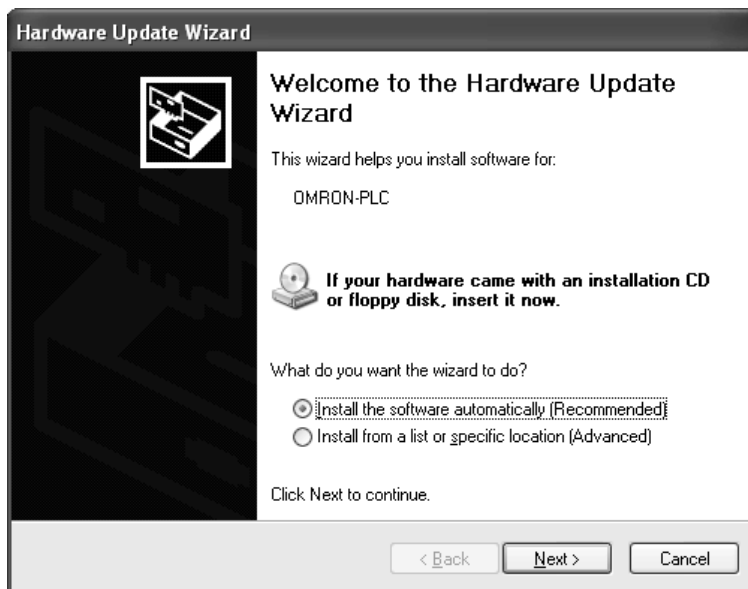 Hardware Update Wizard
Welcome to the Hardware Update
Wizard
This wizard helps you install software for:
OMRON-PLC
If your hardware came with an installation CD
or floppy disk, insert it now.
What do you want the wizard to do?
Install the software automatically (Recommended)
Install from a list or specific location (Advanced)
Click Next to continue.
< Back Next > Cancel